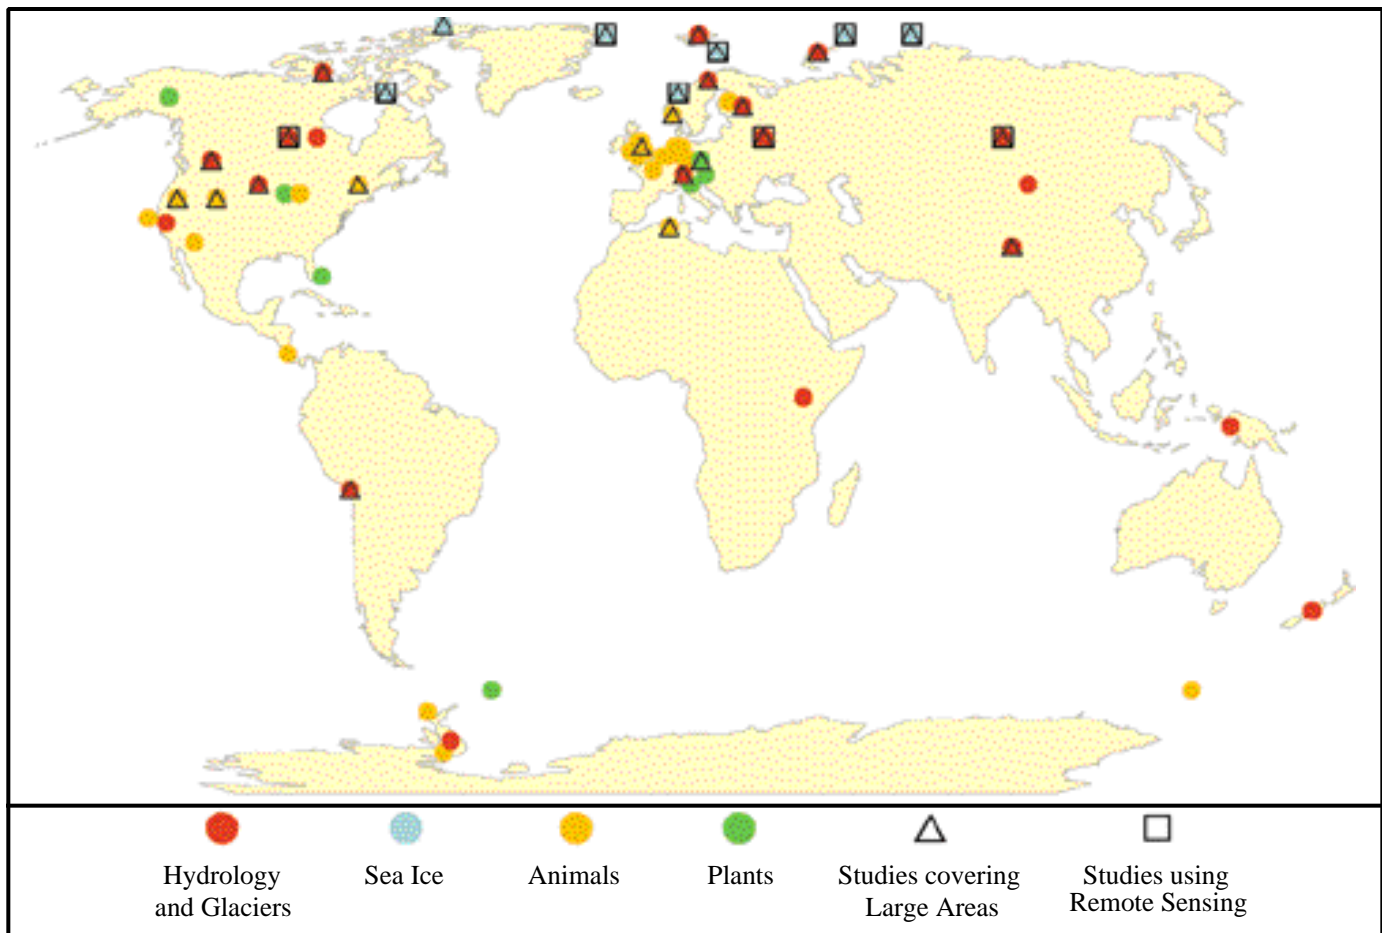 Hydrology
and Glaciers
Sea Ice
Animals
Plants
Studies covering
Large Areas
Studies using
Remote Sensing